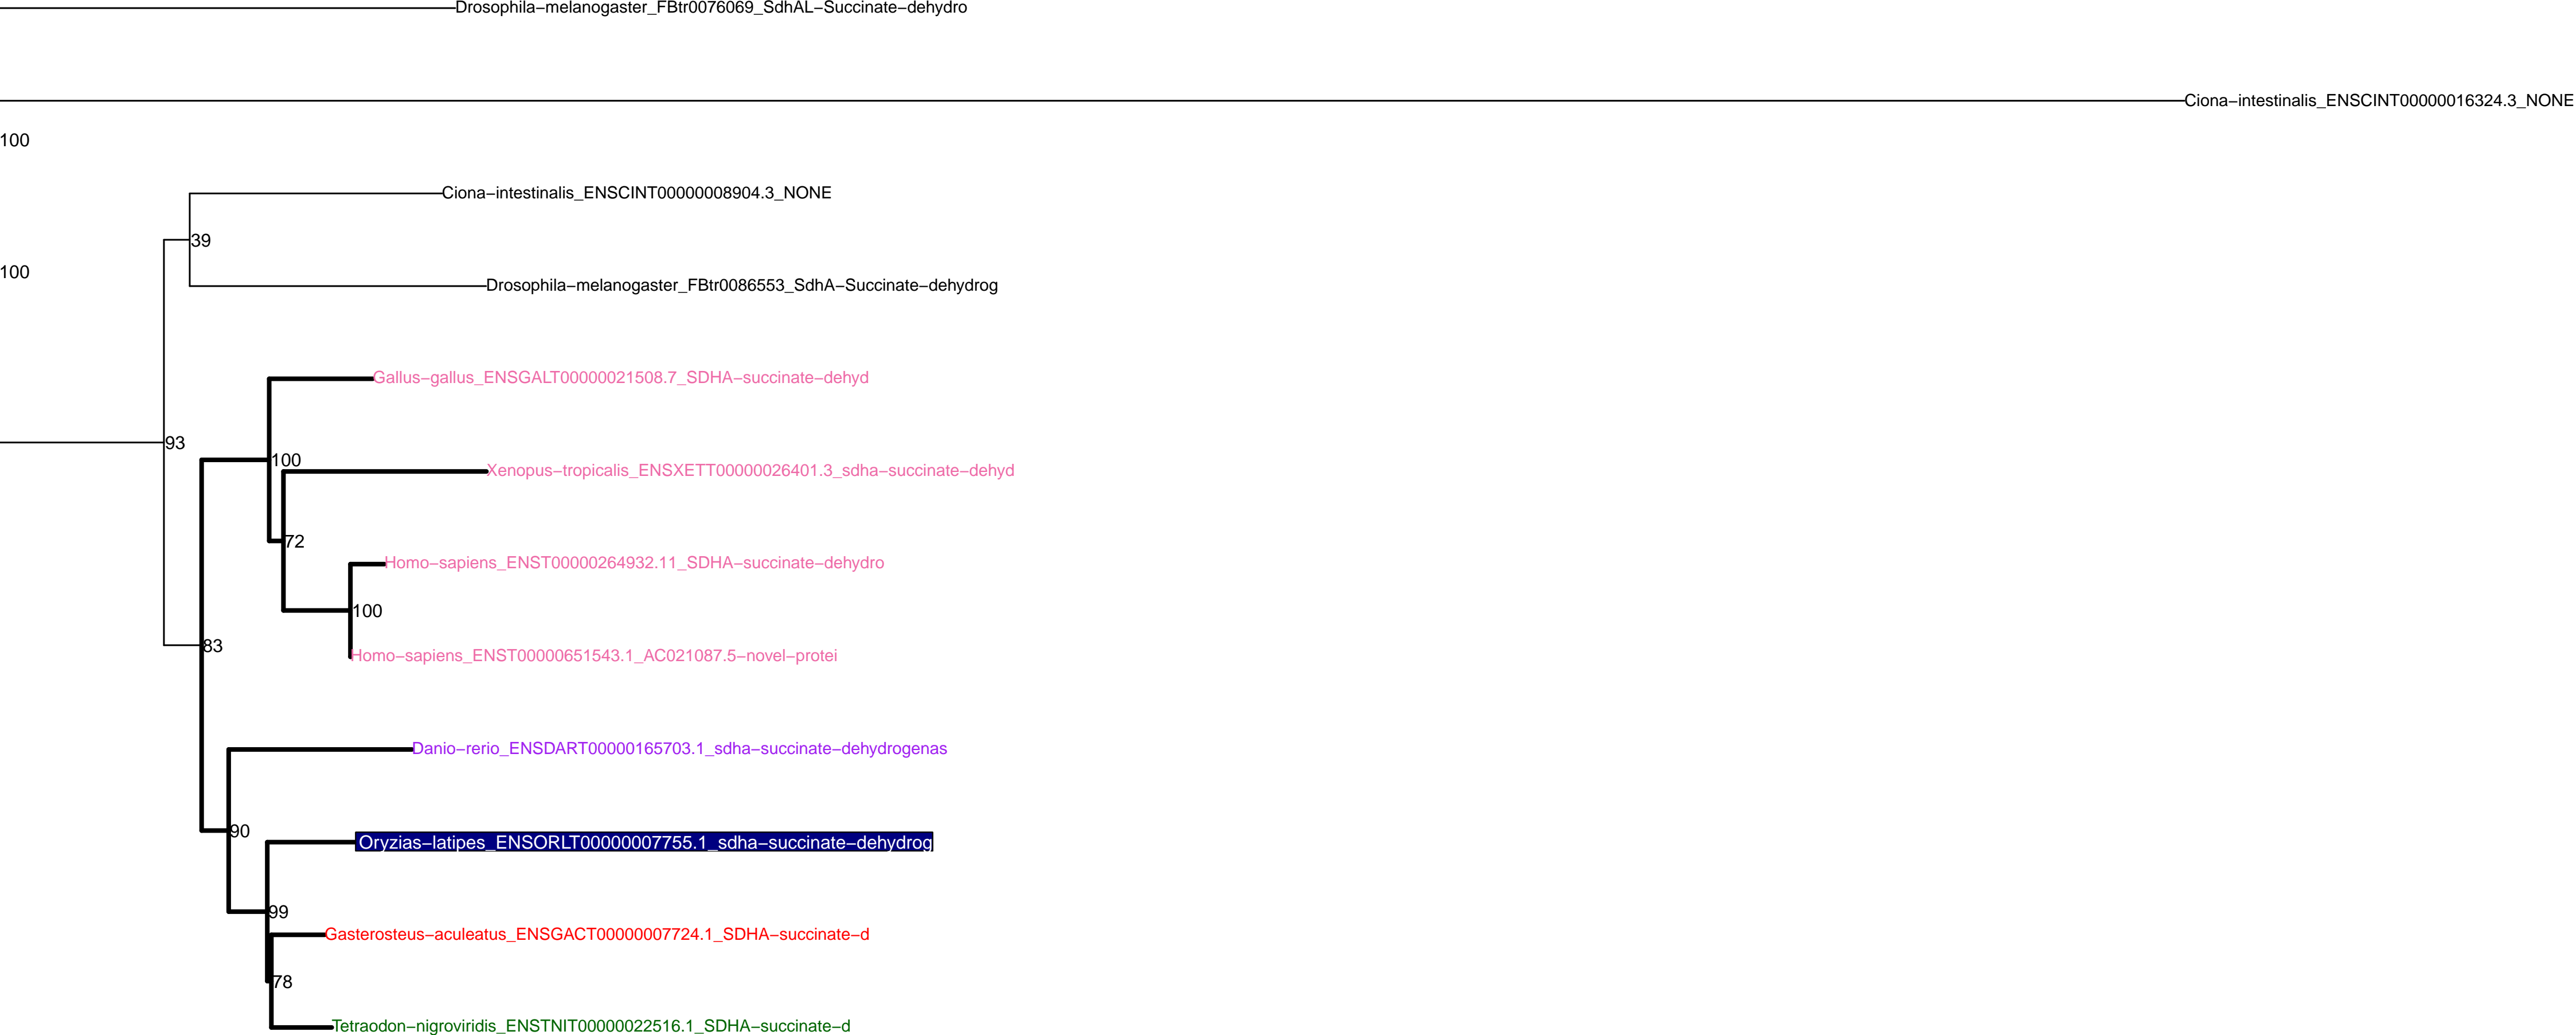 Drosophila−melanogaster_FBtr0076069_SdhAL−Succinate−dehydro
Ciona−intestinalis_ENSCINT00000016324.3_NONE
100
Ciona−intestinalis_ENSCINT00000008904.3_NONE
39
100
Drosophila−melanogaster_FBtr0086553_SdhA−Succinate−dehydrog
Gallus−gallus_ENSGALT00000021508.7_SDHA−succinate−dehyd
93
100
Xenopus−tropicalis_ENSXETT00000026401.3_sdha−succinate−dehyd
72
Homo−sapiens_ENST00000264932.11_SDHA−succinate−dehydro
100
83
Homo−sapiens_ENST00000651543.1_AC021087.5−novel−protei
Danio−rerio_ENSDART00000165703.1_sdha−succinate−dehydrogenas
90
Oryzias−latipes_ENSORLT00000007755.1_sdha−succinate−dehydrog
99
Gasterosteus−aculeatus_ENSGACT00000007724.1_SDHA−succinate−d
78
Tetraodon−nigroviridis_ENSTNIT00000022516.1_SDHA−succinate−d